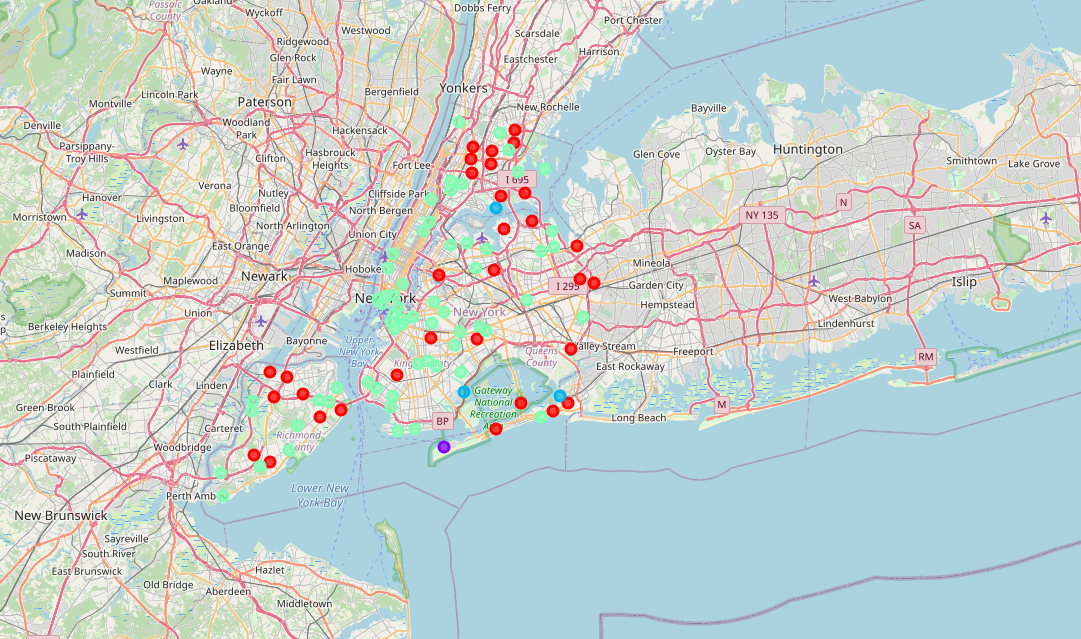 Passaic
County
Oakland
Wyckoff
Dobbs Ferry
Port Chester
Westwood
Scarsdale
Ridgewood
Harrison
Glen Rock
Eastchester
Wayne
Fair Lawn
Yonkers
Lincoln Park
Bergenfield
Montville
Paterson
New Rochelle
Bayville
Denville
Woodland
Park
Hackensack
Parsippany-
Troy Hills
Clifton
Hasbrouck
Heights
Fort Lee
Glen Cove
Oyster Bay
Huntington
Smithtown
Lake Grove
Verona
I 695
Hanover
Nutley
Cliffside Park
Bloomfield
North Bergen
N
Morristown
Livingston
North Arlington
NY 135
SA
East Orange
Union City
Madison
Mineola
Maplewood
Newark
Hoboke
Islip
Summit
I 295
Garden City
New York
West Babylon
Union
New York
Hempstead
Berkeley Heights
Bayonne
Lindenhurst
Elizabeth
Upper
New York
Bay
Westfield
Valley Stream
Freeport
Queens
County
RM
Kings County
East Rockaway
Plainfield
Clark
Linden
Gateway
National
Recreation
Area
M
Green Brook
Long Beach
BP
South Plainfield
Carteret
Richmond
County
Woodbridge
Piscataway
Lower New
York Bay
Perth Amb
New Brunswick
Sayreville
South River
Hazlet
East Brunswick
Old Bridge
Aberdeen
Middletown